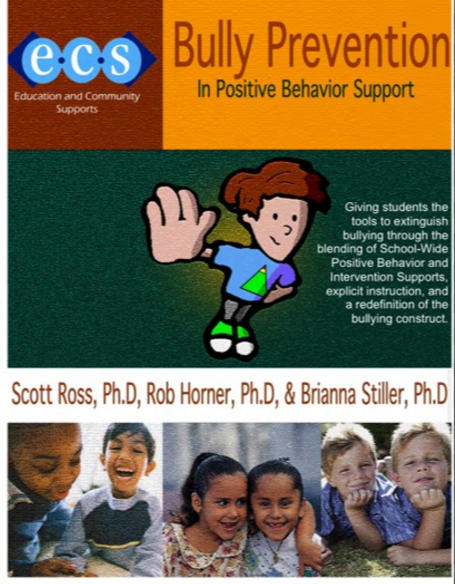 e·c·s
Education and Community
Supports
Bully Prevention
In Positive Behavior Support
Giving students the
tools to extinguish
bullying through the
blending of School-Wide
Positive Behavior and
Intervention Supports,
explicit instruction, and
a redefinition of the
bullying construct.
Scott Ross, Ph.D, Rob Horner, Ph.D, & Brianna Stiller, Ph.D